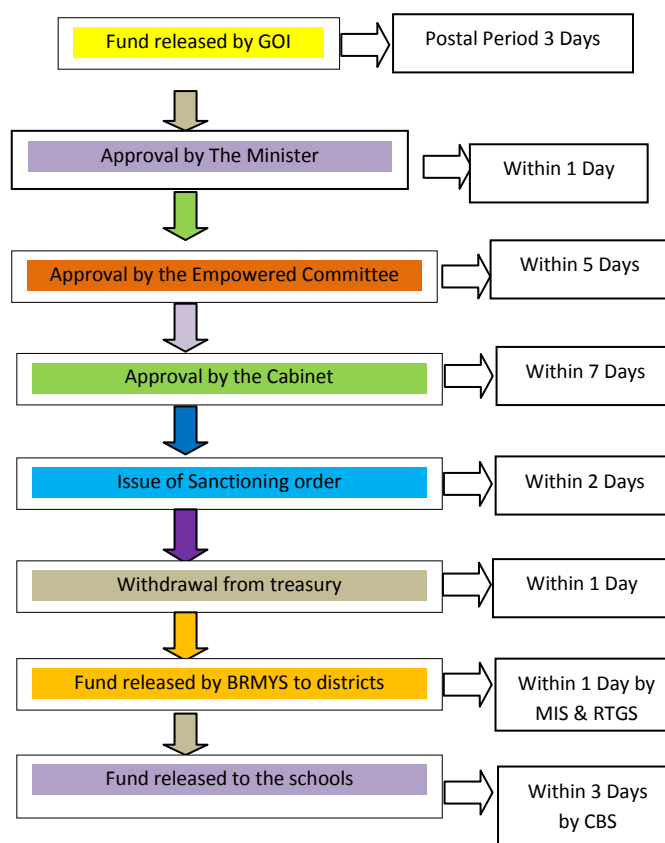 Fund released by GOI
Postal Period 3 Days
Approval by The Minister
Within 1 Day
Approval by the Empowered Committee
Within 5 Days
Approval by the Cabinet
Within 7 Days
Issue of Sanctioning order
Within 2 Days
Withdrawal from treasury
Within 1 Day
Fund released by BRMYS to districts
Within 1 Day by
MIS & RTGS
Fund released to the schools
Within 3 Days
by CBS